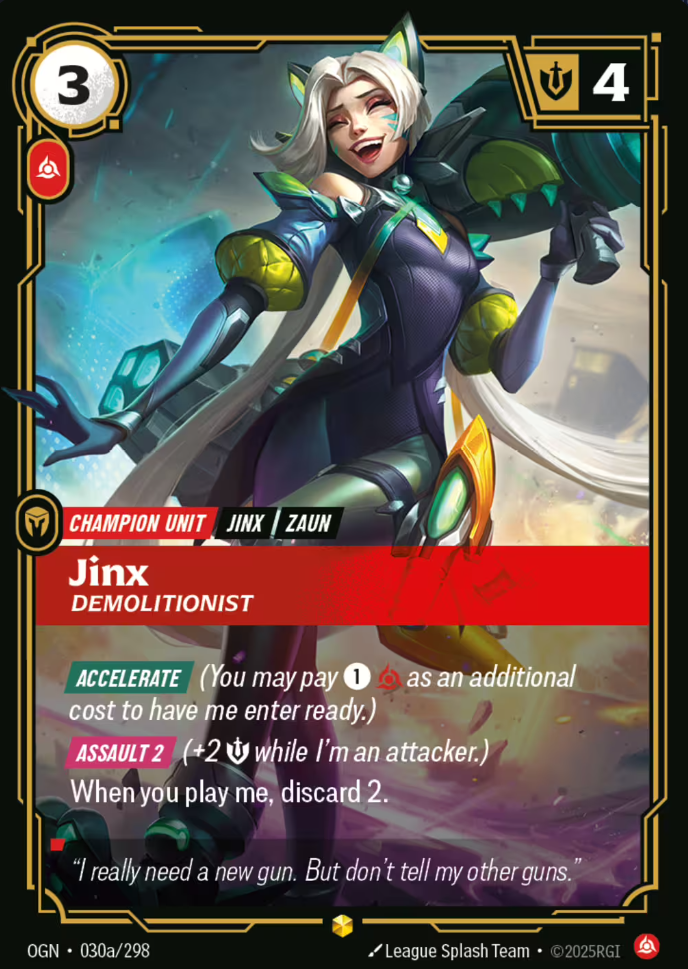 3
4
CHAMPION UNIT | JINX | ZAUN
Jinx
DEMOLITIONIST
ACCELERATE (You may pay 1 as an additional
cost to have me enter ready.)
ASSAULT 2 (+2 while I'm an attacker.)
When you play me, discard 2.
“I really need a new gun. But don't tell my other guns.”
OGN • 030a/298
League Splash Team • ©2025RGI